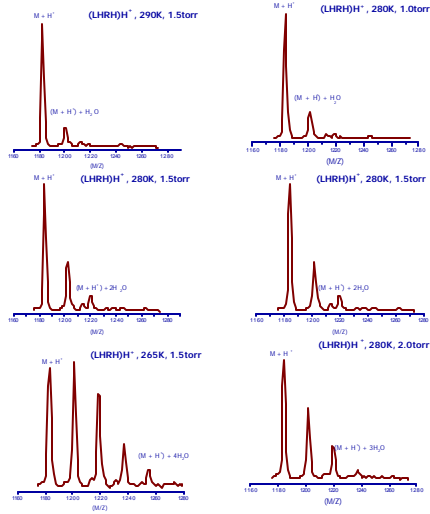 (LHRH)H⁺, 290K, 1.5torr
M + H⁺
(M + H⁺) + H₂O
1160 1180 1200 1220 1240 1260 1280
(M/Z)
(LHRH)H⁺, 280K, 1.0torr
M + H⁺
(M + H⁺) + H₂O
1160 1180 1200 1220 1240 1260 1280
(M/Z)
(LHRH)H⁺, 280K, 1.5torr
M + H⁺
(M + H⁺) + 2H₂O
1160 1180 1200 1220 1240 1260 1280
(M/Z)
(LHRH)H⁺, 280K, 1.5torr
M + H⁺
(M + H⁺) + 2H₂O
1160 1180 1200 1220 1240 1260 1280
(M/Z)
(LHRH)H⁺, 265K, 1.5torr
M + H⁺
(M + H⁺) + 4H₂O
1160 1180 1200 1220 1240 1260 1280
(M/Z)
(LHRH)H⁺, 280K, 2.0torr
M + H⁺
(M + H⁺) + 3H₂O
1160 1180 1200 1220 1240 1260 1280
(M/Z)